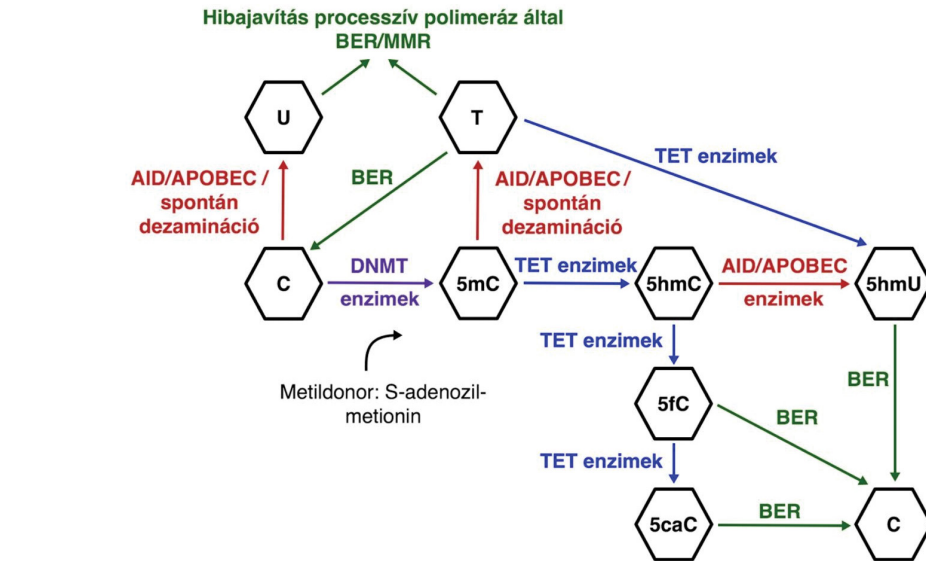 Hibajavítás processzív polimeráz által
BER/MMR
U
T
TET enzimek
AID/APOBEC /
spontán
dezamináció
BER
AID/APOBEC /
spontán
dezamináció
C
DNMT
enzimek
5mC
TET enzimek
5hmC
AID/APOBEC
enzimek
5hmU
TET enzimek
Metildonor: S-adenozil-
metionin
5fC
BER
BER
TET enzimek
5caC
BER
C